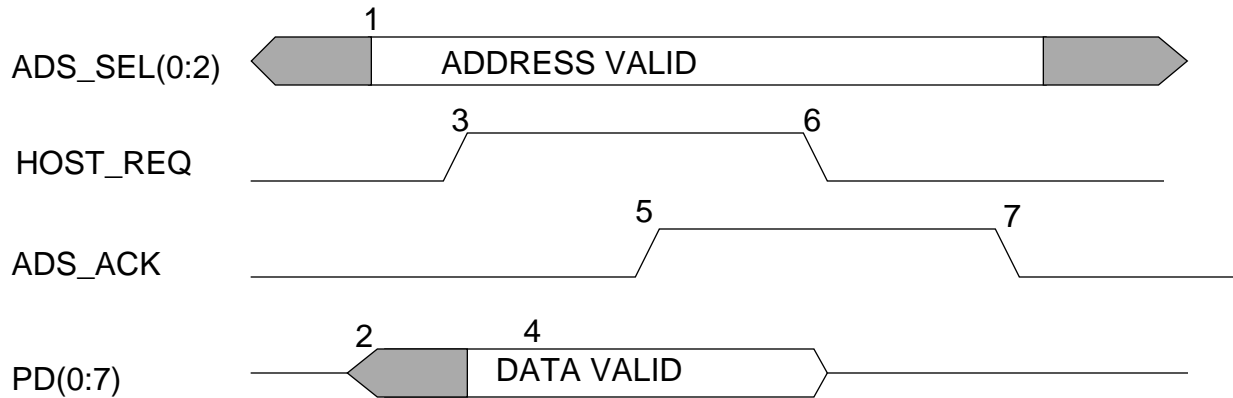 1
ADS_SEL(0:2) ADDRESS VALID
3 6
HOST_REQ
5 7
ADS_ACK
2 4
PD(0:7) DATA VALID